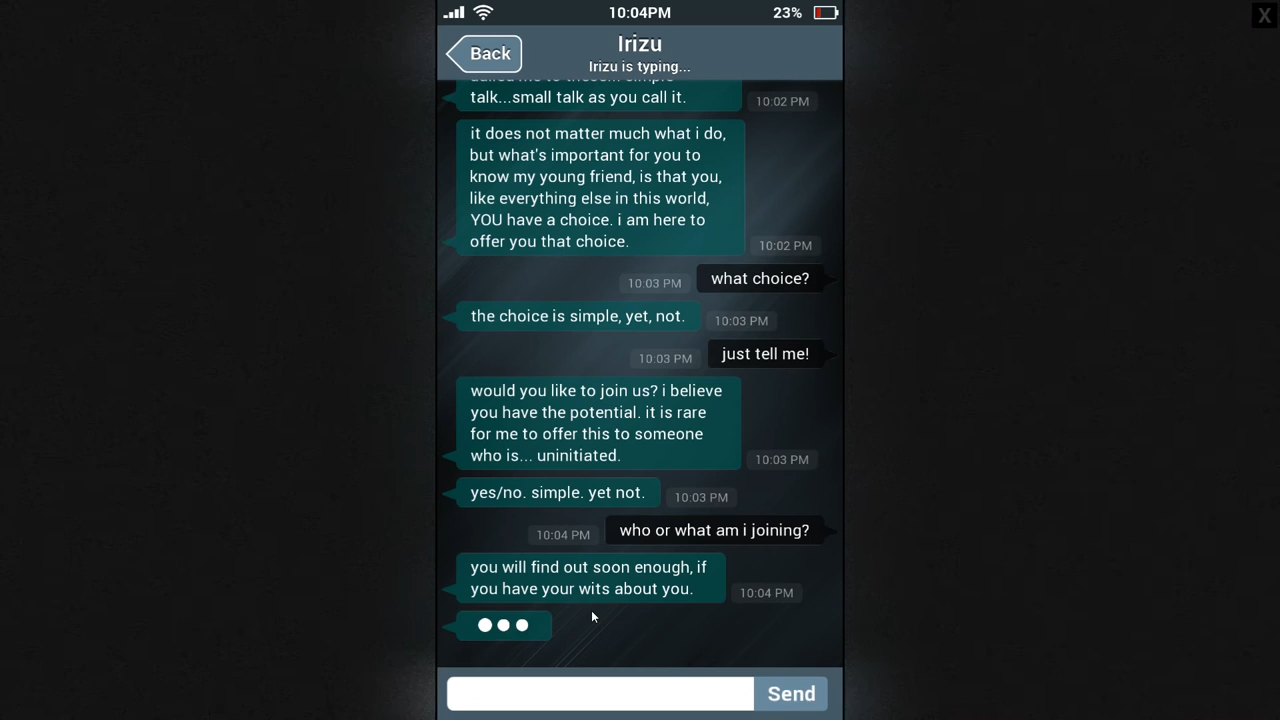 10:04PM
23%
X
Back
Irizu
Irizu is typing...
talk...small talk as you call it.
10:02 PM
it does not matter much what i do,
but what's important for you to
know my young friend, is that you,
like everything else in this world,
YOU have a choice. i am here to
offer you that choice.
10:02 PM
10:03 PM
what choice?
the choice is simple, yet, not.
10:03 PM
10:03 PM
just tell me!
would you like to join us? i believe
you have the potential. it is rare
for me to offer this to someone
who is... uninitiated.
10:03 PM
yes/no. simple. yet not.
10:03 PM
10:04 PM
who or what am i joining?
you will find out soon enough, if
you have your wits about you.
10:04 PM
Send